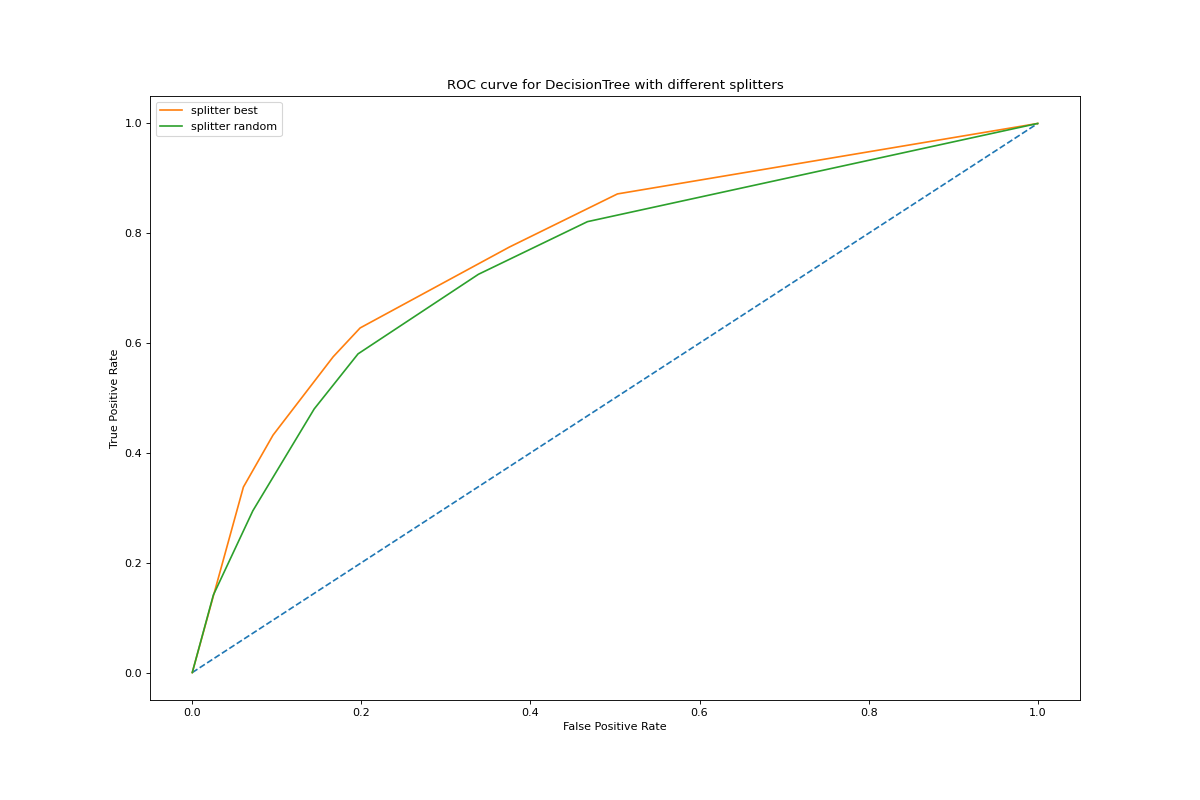 ROC curve for DecisionTree with different splitters
splitter best
splitter random
True Positive Rate
1.0
0.8
0.6
0.4
0.2
0.0
0.0 0.2 0.4 0.6 0.8 1.0
False Positive Rate